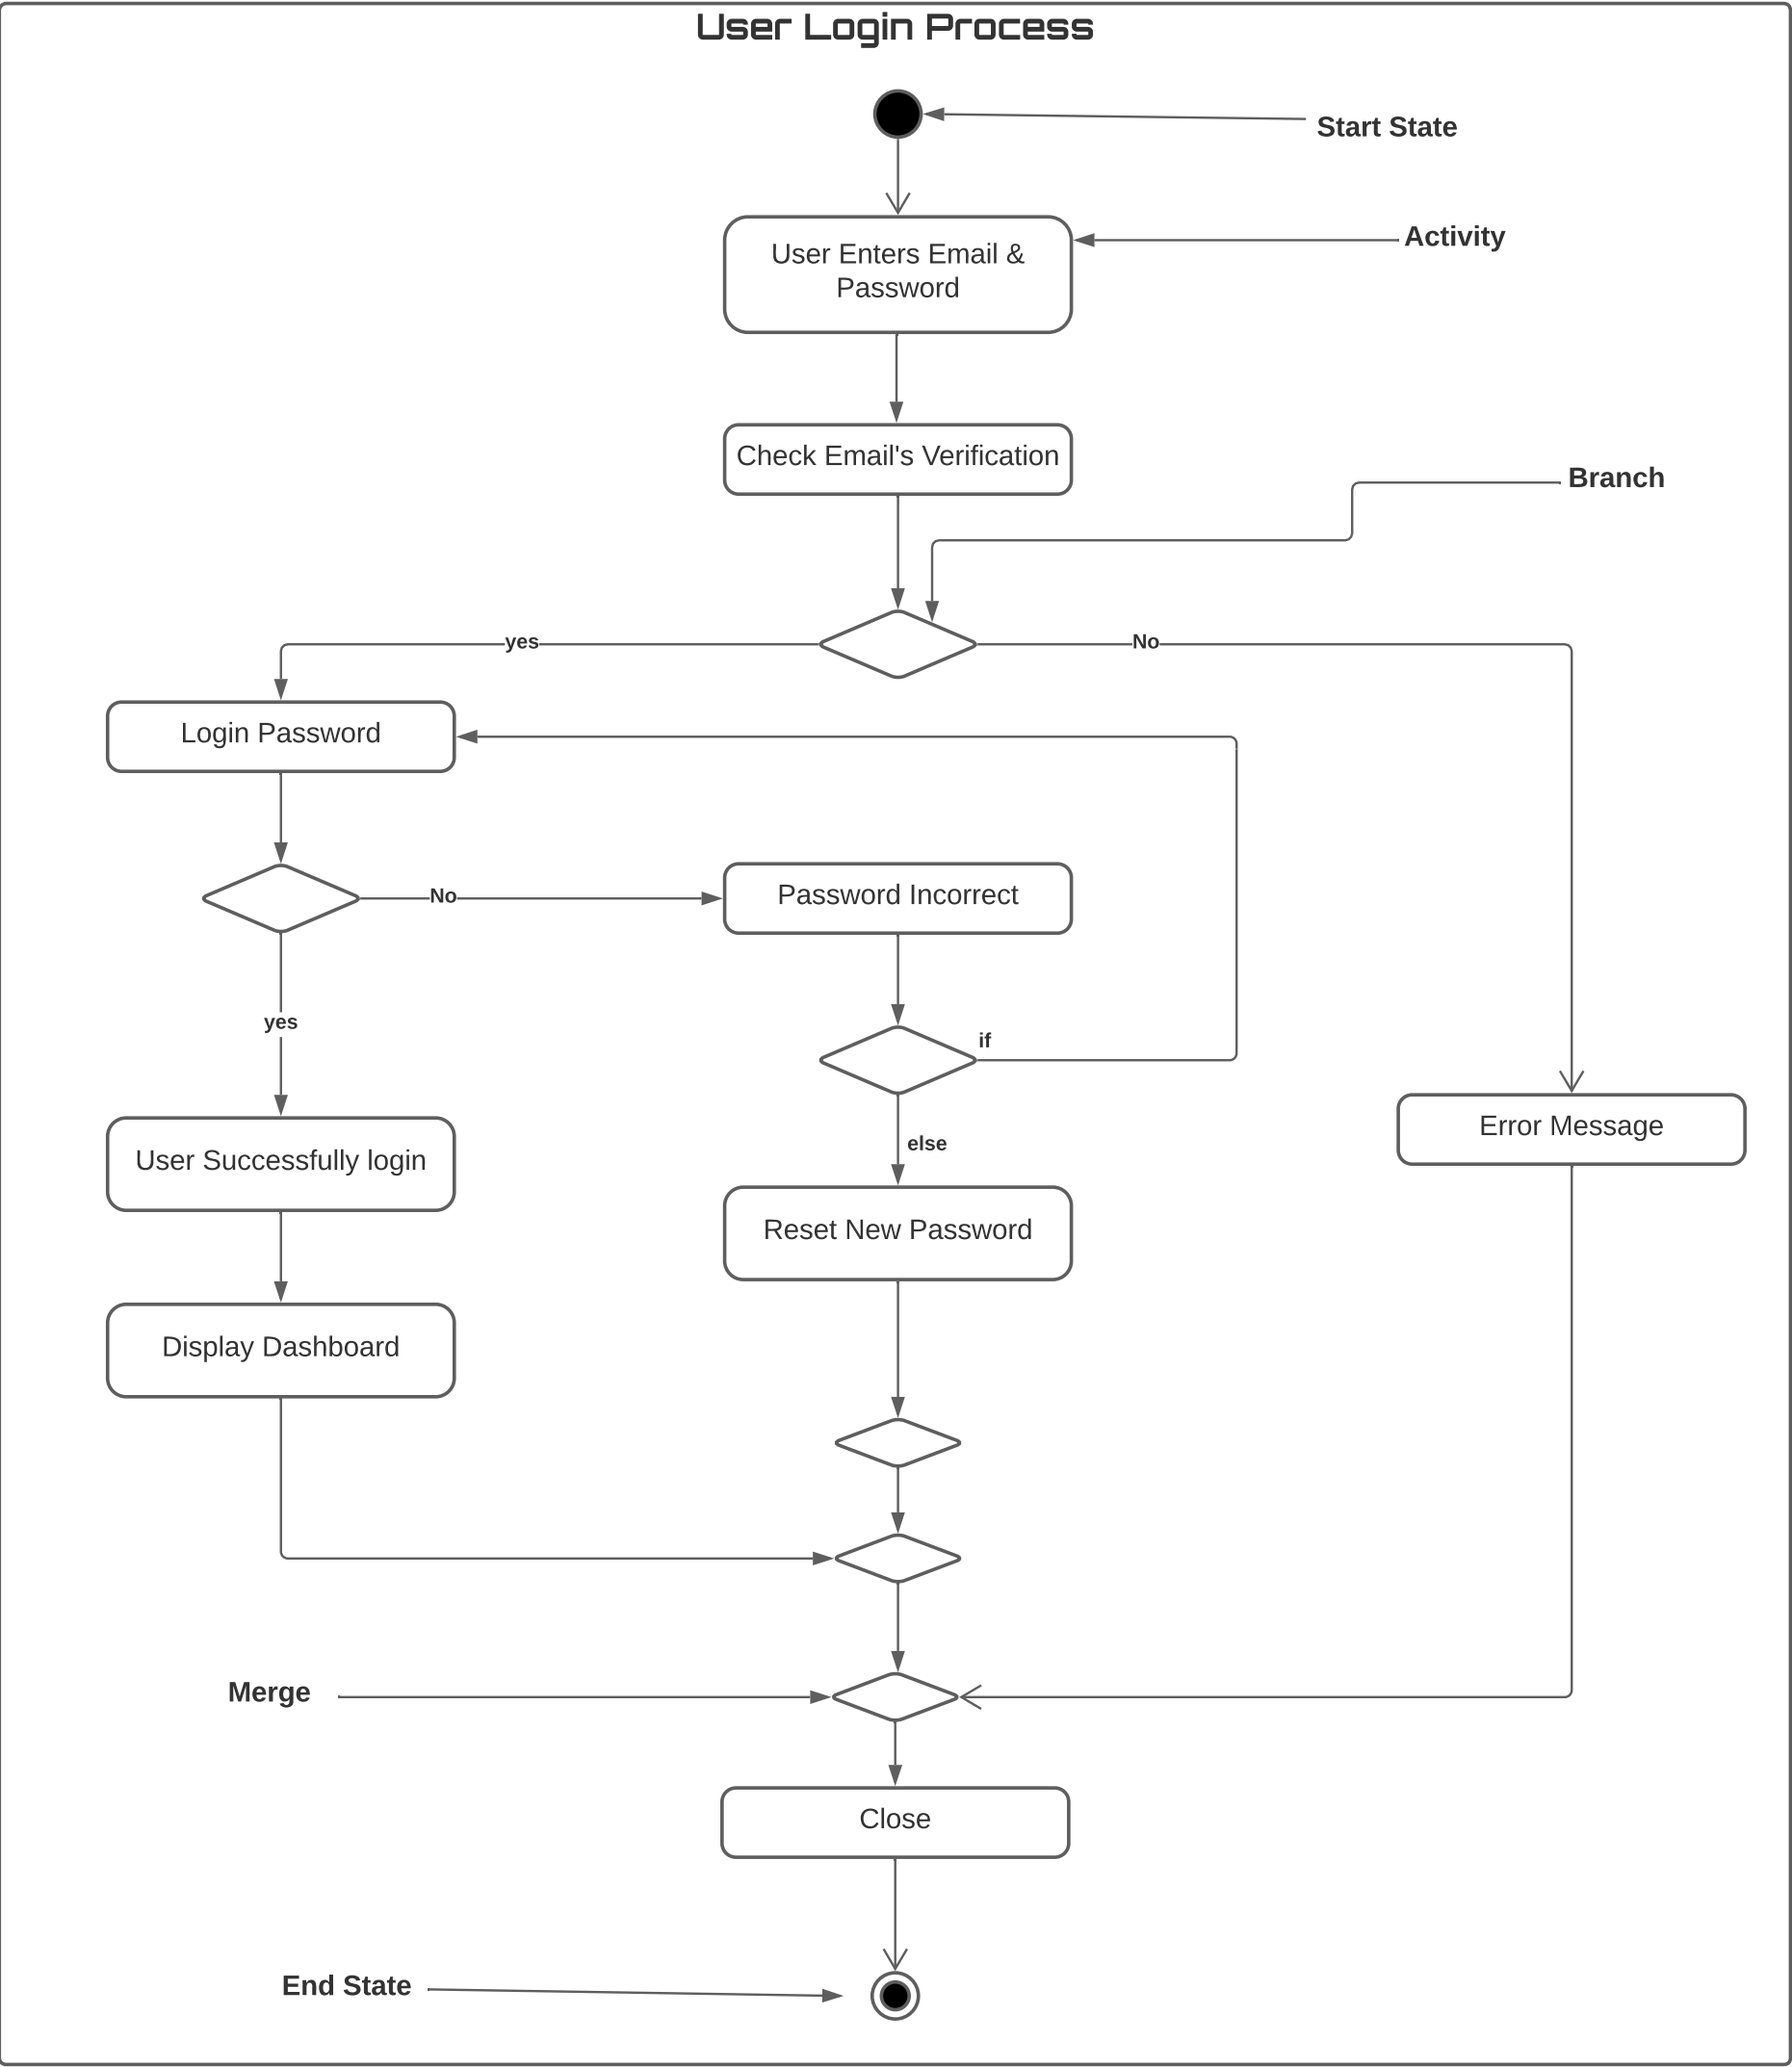 User Login Process
Start State
User Enters Email &
Password
Activity
Check Email's Verification
Branch
yes
No
Login Password
No
Password Incorrect
yes
if
else
Error Message
User Successfully login
Reset New Password
Display Dashboard
Merge
Close
End State